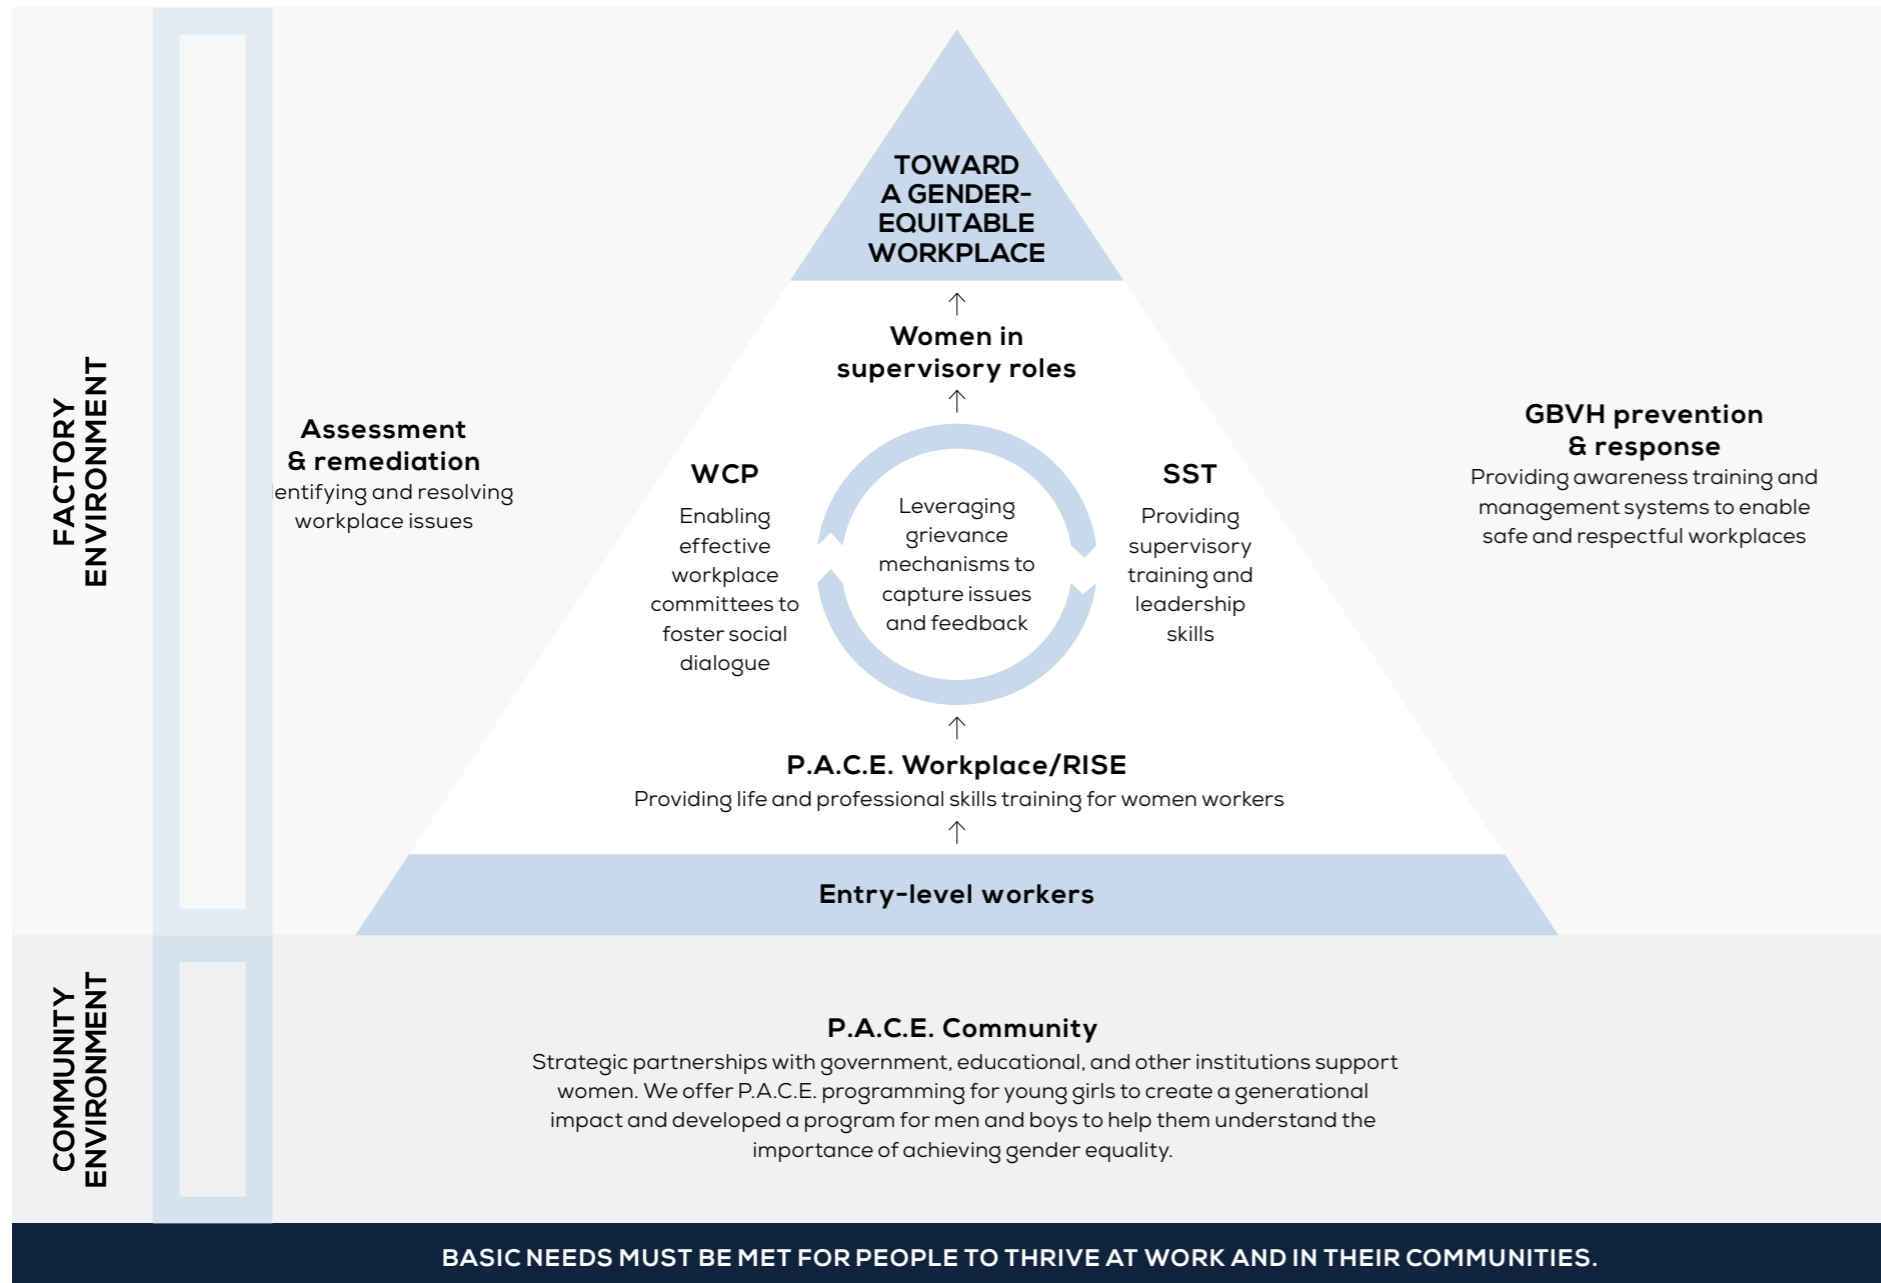 TOWARD
A GENDER-
EQUITABLE
WORKPLACE
Women in
supervisory roles
FACTORY
ENVIRONMENT
Assessment
& remediation
dentifying and resolving
workplace issues
WCP
Enabling
effective
workplace
committees to
foster social
dialogue
Leveraging
grievance
mechanisms to
capture issues
and feedback
SST
Providing
supervisory
training and
leadership
skills
GBVH prevention
& response
Providing awareness training and
management systems to enable
safe and respectful workplaces
P.A.C.E. Workplace/RISE
Providing life and professional skills training for women workers
Entry-level workers
COMMUNITY
ENVIRONMENT
P.A.C.E. Community
Strategic partnerships with government, educational, and other institutions support
women. We offer P.A.C.E. programming for young girls to create a generational
impact and developed a program for men and boys to help them understand the
importance of achieving gender equality.
BASIC NEEDS MUST BE MET FOR PEOPLE TO THRIVE AT WORK AND IN THEIR COMMUNITIES.